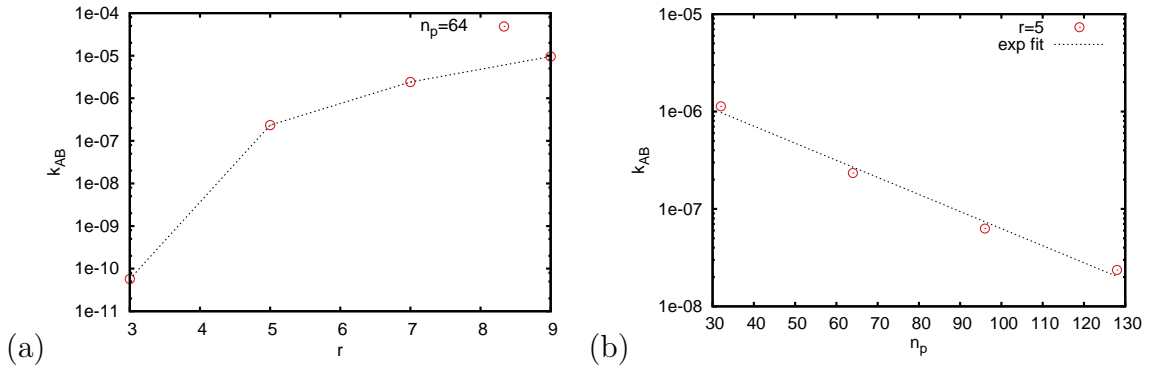 1e-04
1e-05
1e-06
1e-07
1e-08
1e-09
1e-10
1e-11
k_AB
n_p=64
3 4 5 6 7 8 9
r
(a)
1e-05
1e-06
1e-07
1e-08
k_AB
r=5
exp fit
30 40 50 60 70 80 90 100 110 120 130
n_p
(b)